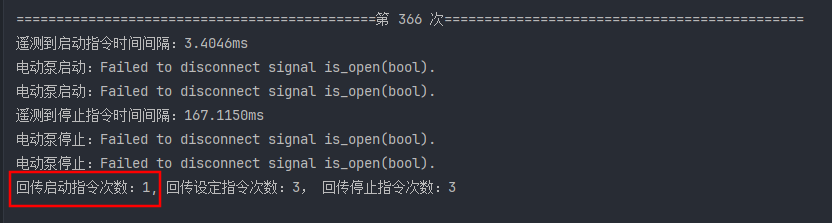 =============================================第 366 次=============================================
遥测到启动指令时间间隔：3.4046ms
电动泵启动：Failed to disconnect signal is_open(bool).
电动泵启动：Failed to disconnect signal is_open(bool).
遥测到停止指令时间间隔：167.1150ms
电动泵停止：Failed to disconnect signal is_open(bool).
电动泵停止：Failed to disconnect signal is_open(bool).
回传启动指令次数：1, 回传设定指令次数：3， 回传停止指令次数：3